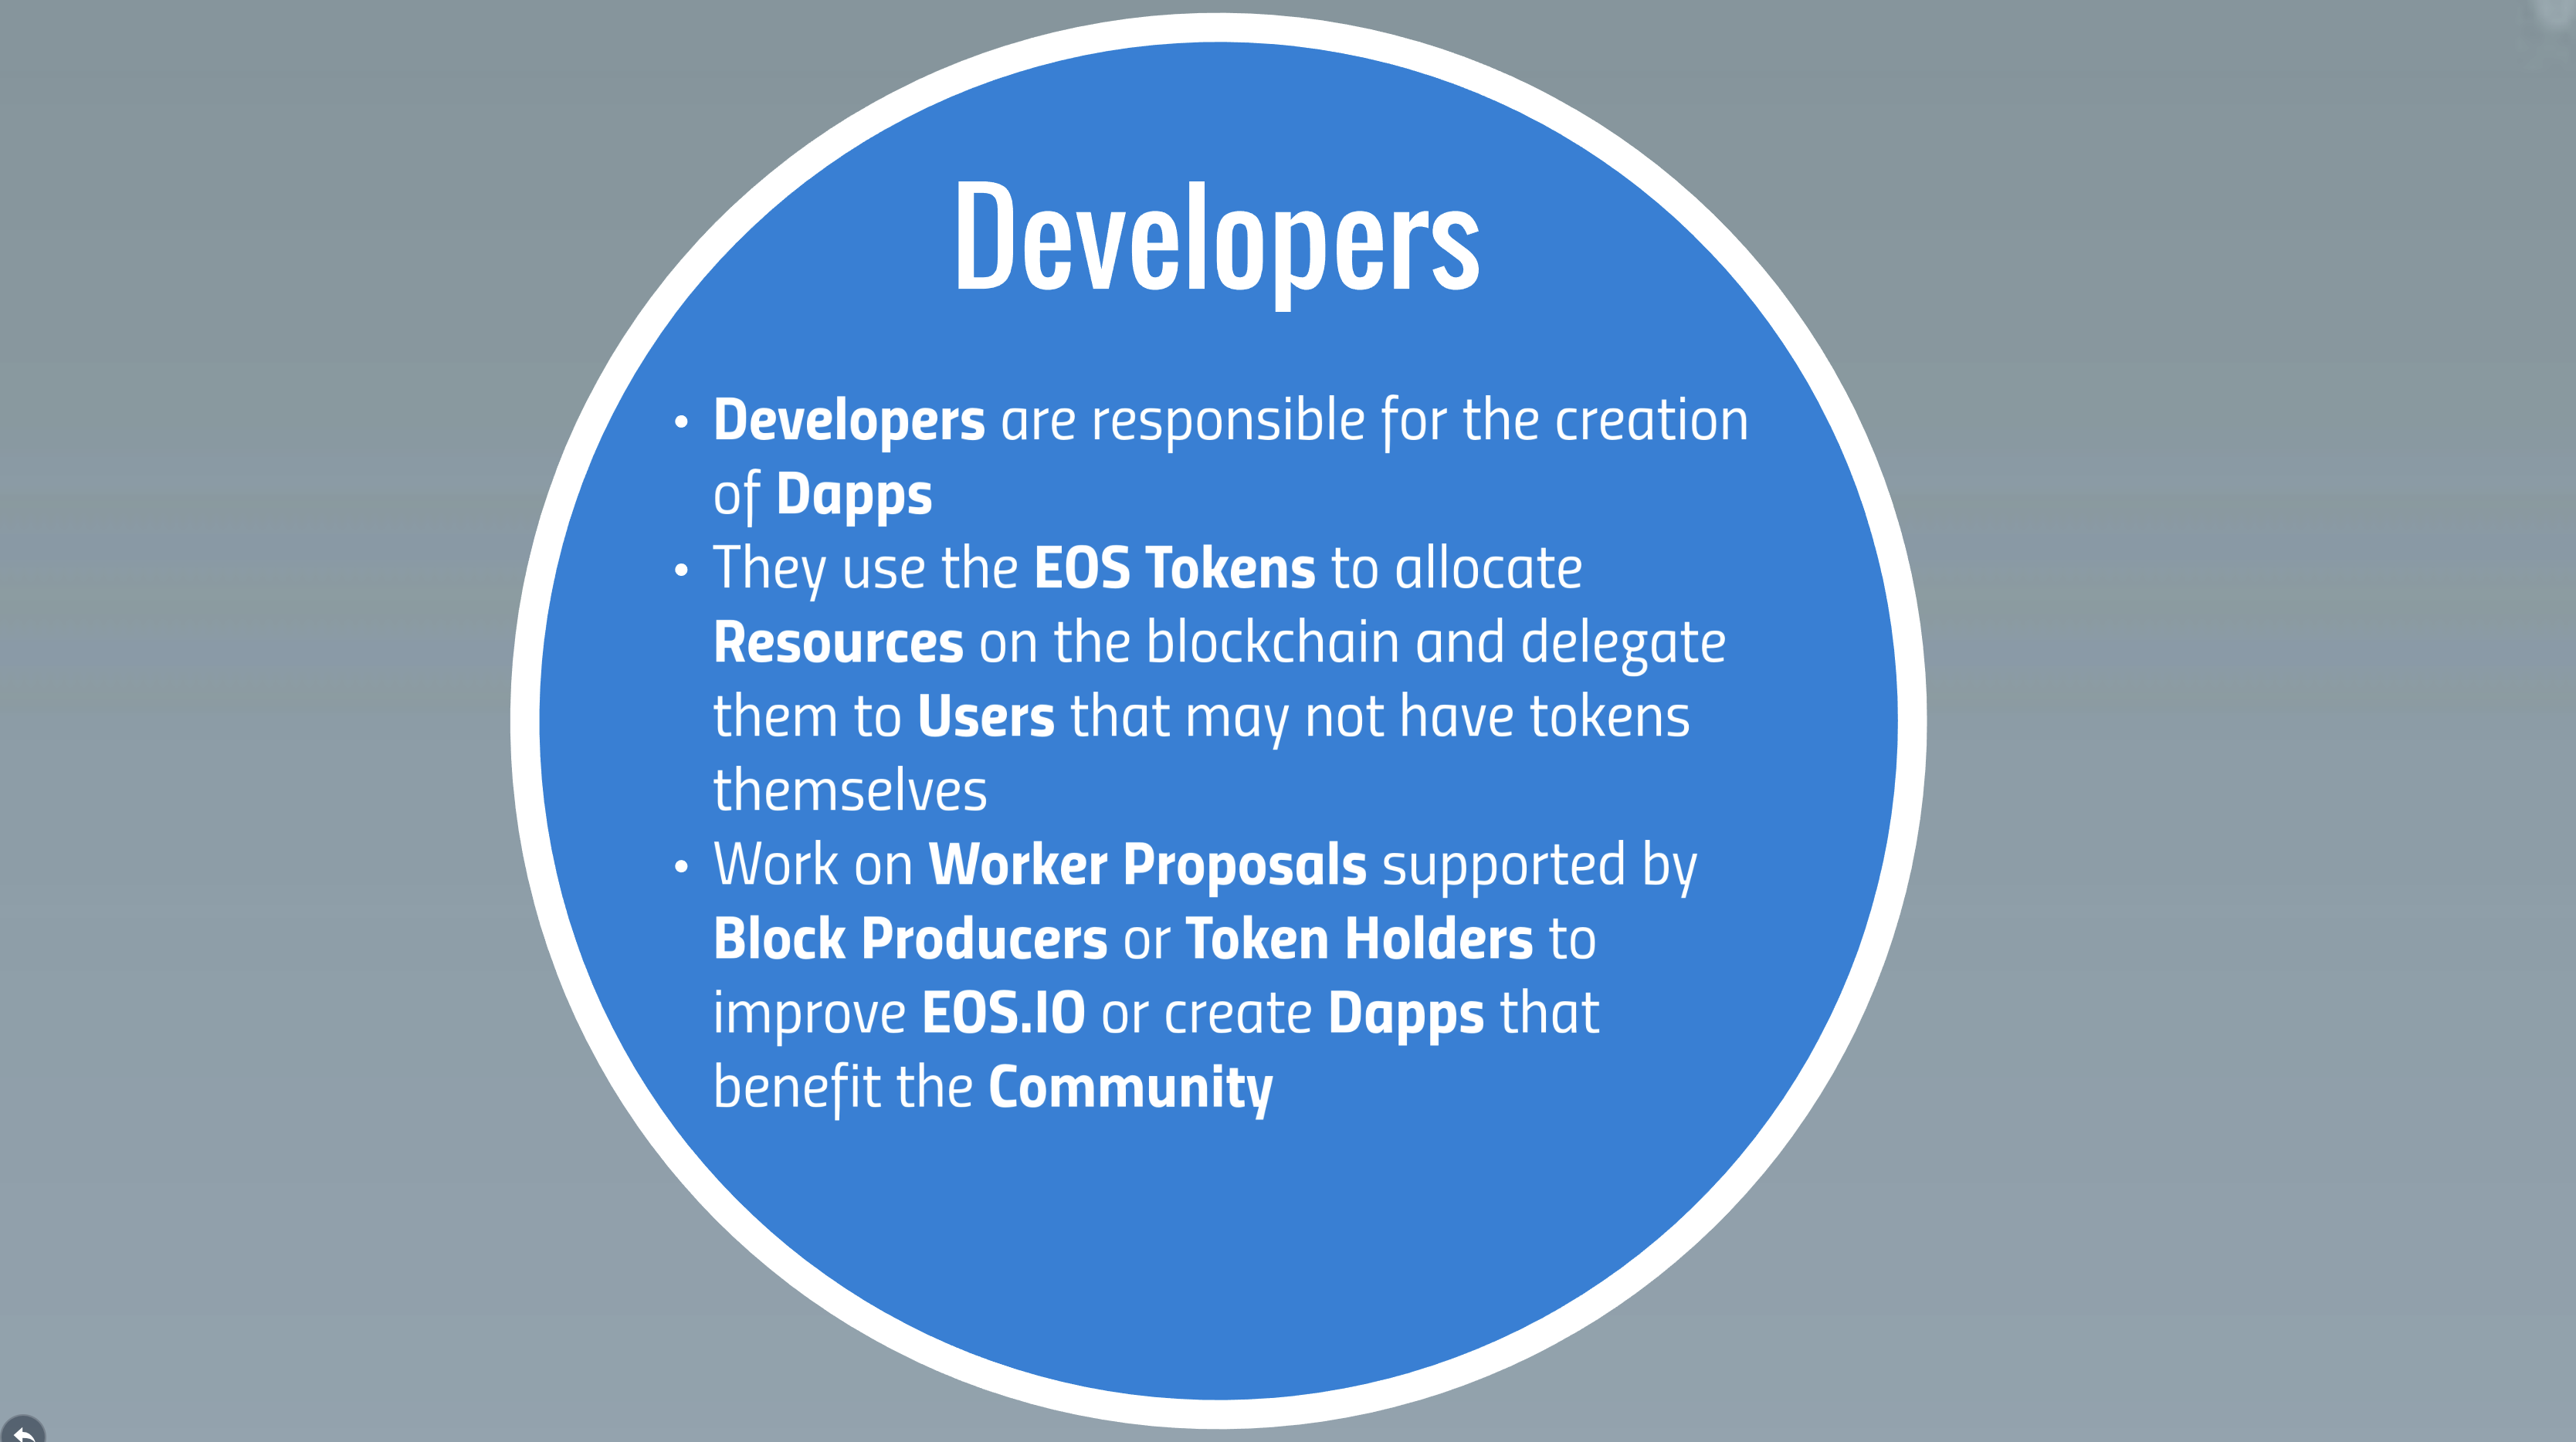 Developers
• Developers are responsible for the creation
of Dapps
• They use the EOS Tokens to allocate
Resources on the blockchain and delegate
them to Users that may not have tokens
themselves
• Work on Worker Proposals supported by
Block Producers or Token Holders to
improve EOS.IO or create Dapps that
benefit the Community